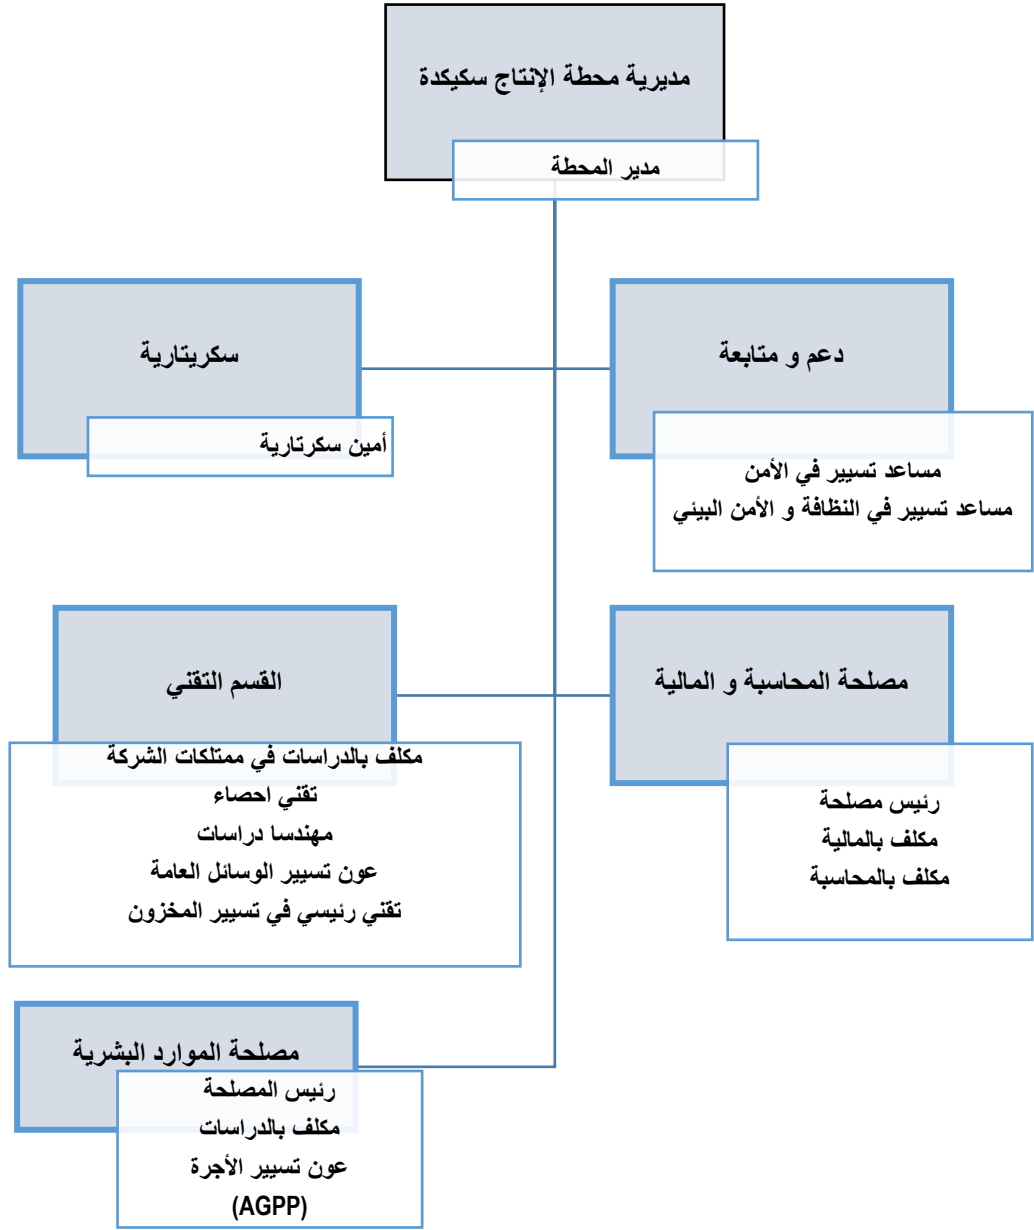 مديرية محطة الإنتاج سكيكدة
مدير المحطة
دعم و متابعة
مساعد تسيير في الأمن
مساعد تسيير في النظافة و الأمن البيئي
سكريتارية
أمين سكرتارية
مصلحة المحاسبة و المالية
رئيس مصلحة
مكلف بالمالية
مكلف بالمحاسبة
القسم التقني
مكلف بالدراسات في ممتلكات الشركة
تقني احصاء
مهندسا دراسات
عون تسيير الوسائل العامة
تقني رئيسي في تسيير المخزون
مصلحة الموارد البشرية
رئيس المصلحة
مكلف بالدراسات
عون تسيير الأجرة
(AGPP)